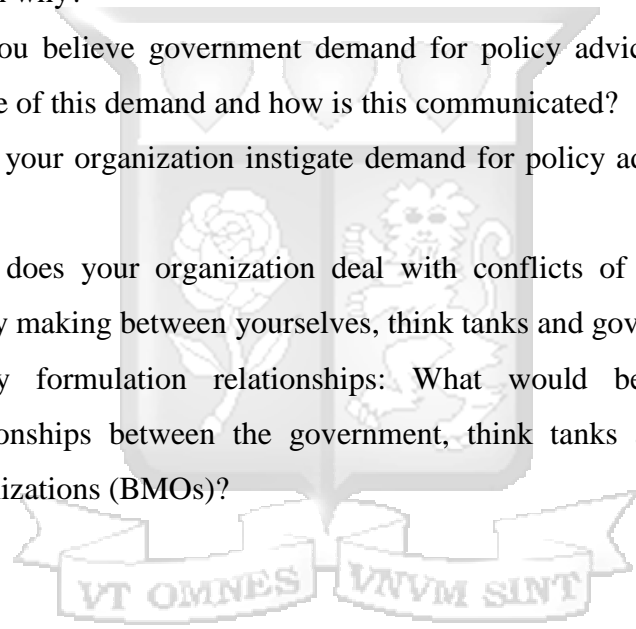 why?
ou believe government demand for policy advic
e of this demand and how is this communicated?
your organization instigate demand for policy ad
does your organization deal with conflicts of
y making between yourselves, think tanks and gov
y formulation relationships: What would be
onships between the government, think tanks
izations (BMOs)?
VT OMNES VNVM SINT